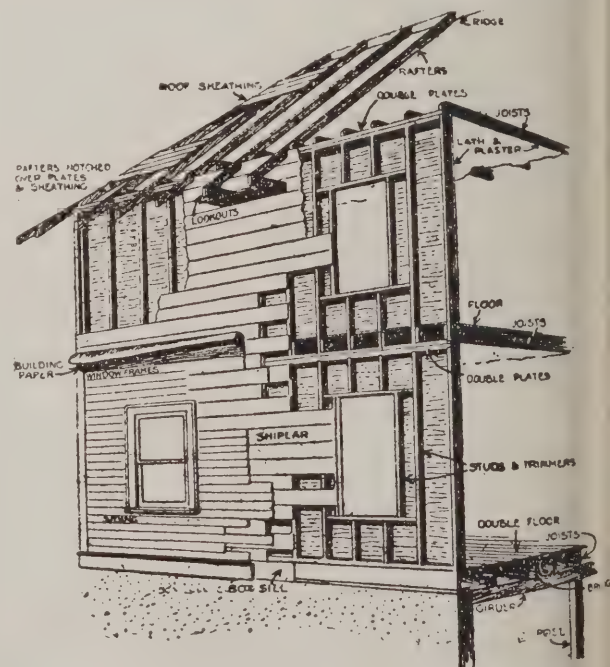 RIDGE
RAFTERS
ROOF SHEATHING
DOUBLE PLATES
JOISTS
LATH &
PLASTER
RAFTERS NOTCHED
OVER PLATES
& SHEATHING
LOOKOUTS
FLOOR
JOISTS
BUILDING
PAPER
WINDOW FRAMES
DOUBLE PLATES
SHIPLAP
STUDS & TRIMMERS
SIDING
DOUBLE FLOOR
JOISTS
BOX SILL
GIRDER